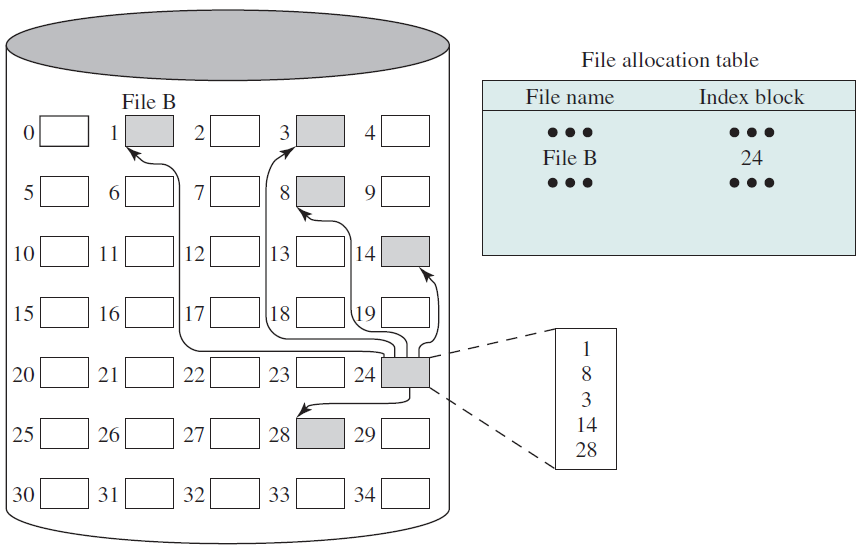 File B
0 1 2 3 4
5 6 7 8 9
10 11 12 13 14
15 16 17 18 19
20 21 22 23 24
25 26 27 28 29
30 31 32 33 34
File allocation table
File name Index block
••• •••
File B 24
••• •••
1
8
3
14
28